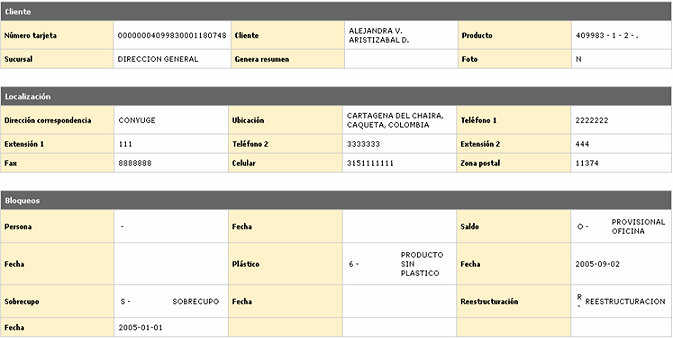 Cliente
Número tarjeta 00000004099830001180748 Cliente ALEJANDRA V. ARISTIZABAL D. Producto 409983 - 1 - 2 - .
Sucursal DIRECCION GENERAL Genera resumen Foto N
Localización
Dirección correspondencia CONYUGE Ubicación CARTAGENA DEL CHAIRA, CAQUETA, COLOMBIA Teléfono 1 2222222
Extensión 1 111 Teléfono 2 3333333 Extensión 2 444
Fax 8888888 Celular 3151111111 Zona postal 11374
Bloqueos
Persona - Fecha Saldo O - PROVISIONAL OFICINA
Fecha Plástico 6 - PRODUCTO SIN PLASTICO Fecha 2005-09-02
Sobrecupo S - SOBRECUPO Fecha Reestructuración R - REESTRUCTURACION
Fecha 2005-01-01